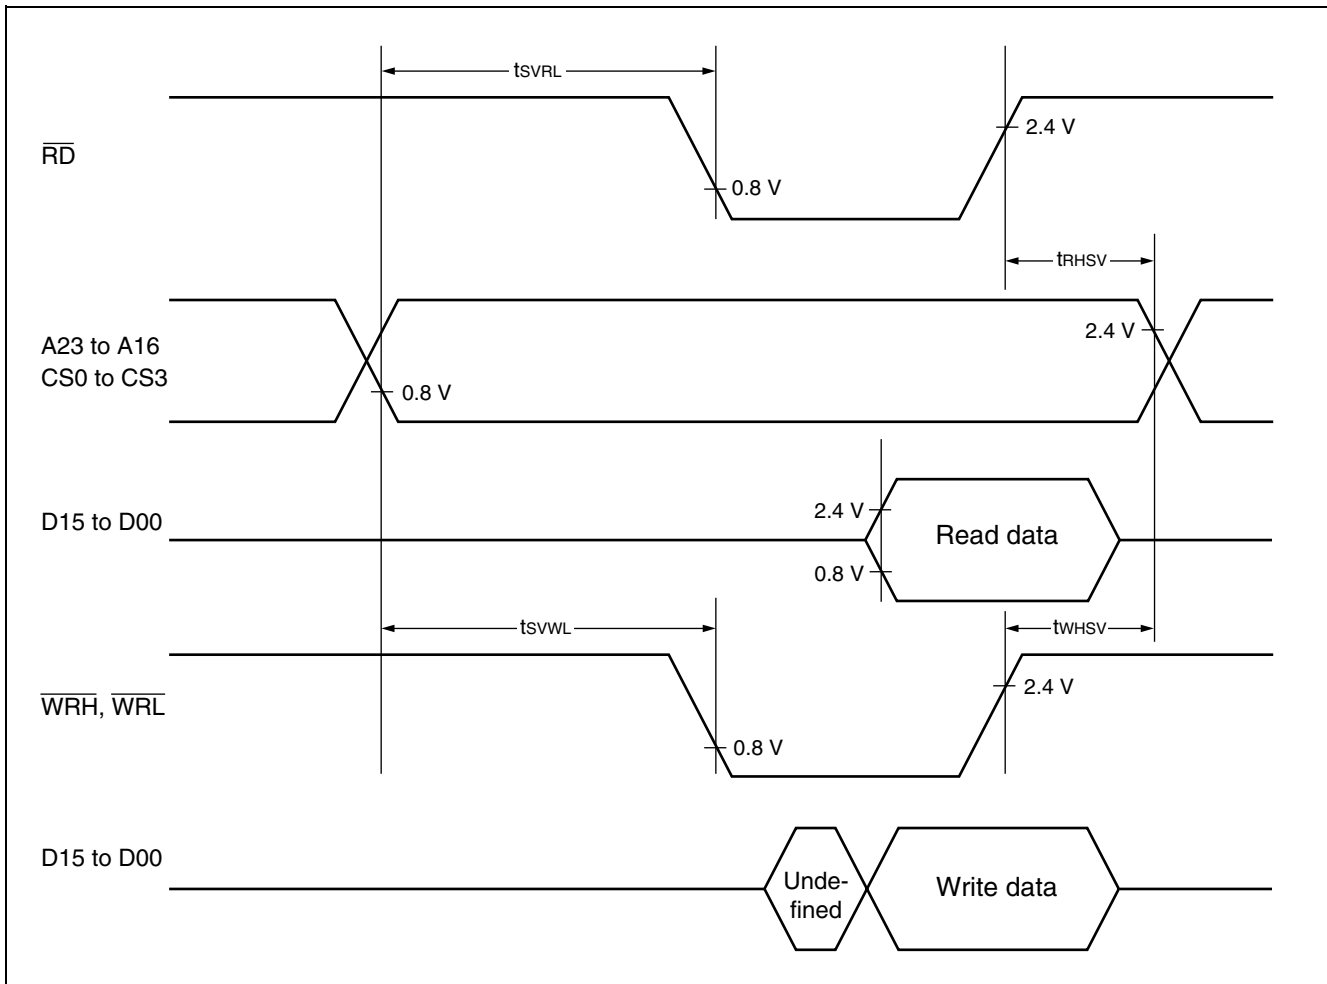 tSVRL
2.4 V
RD
0.8 V
tRHSV
A23 to A16
CS0 to CS3
2.4 V
0.8 V
D15 to D00
2.4 V
Read data
0.8 V
tSVWL
tWHSV
WRH, WRL
2.4 V
0.8 V
D15 to D00
Unde-
fined
Write data